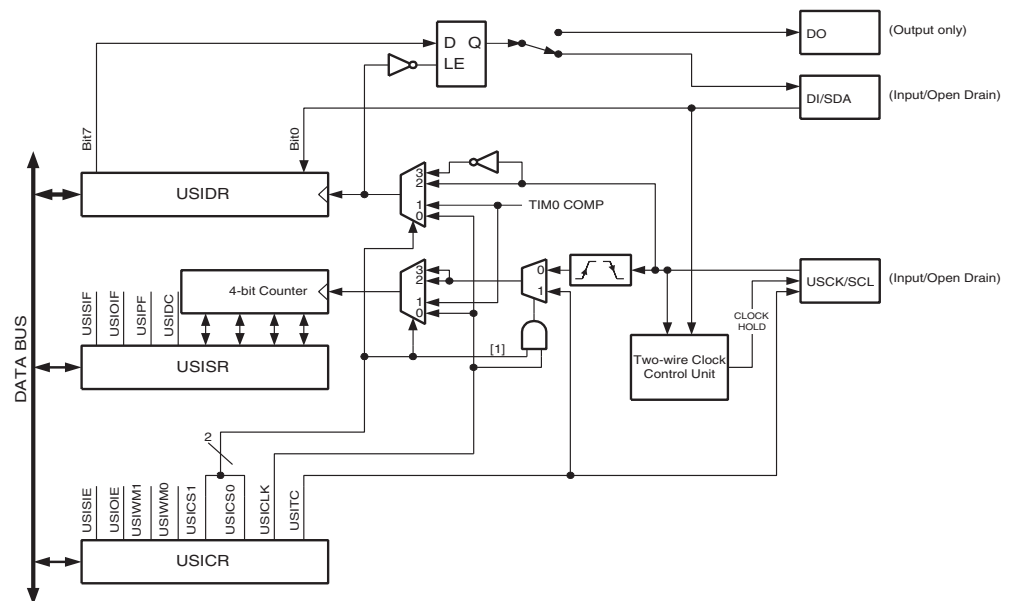 D Q
LE
DO
(Output only)
DI/SDA
(Input/Open Drain)
Bit7
Bit0
USIDR
3
2
1
0
TIM0 COMP
4-bit Counter
3
2
1
0
0
1
USCK/SCL
(Input/Open Drain)
CLOCK
HOLD
Two-wire Clock
Control Unit
[1]
USISIF
USIOIF
USIPF
USIDC
USISR
DATA BUS
2
USISIE
USIOIE
USIWM1
USIWM0
USICS1
USICS0
USICLK
USITC
USICR